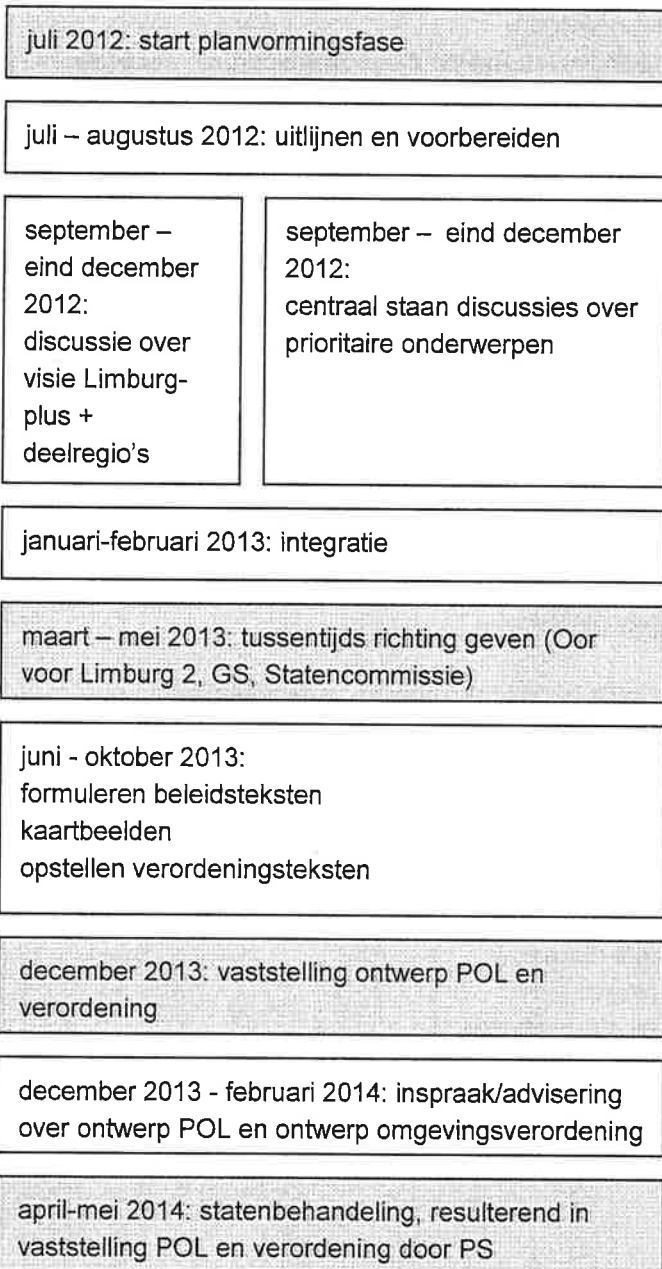 juli 2012: start planvormingsfase
juli – augustus 2012: uitlijnen en voorbereiden
september –
eind december
2012:
discussie over
visie Limburg-
plus +
deelregio's
september – eind december
2012:
centraal staan discussies over
prioritaire onderwerpen
januari-februari 2013: integratie
maart – mei 2013: tussentijds richting geven (Oor
voor Limburg 2, GS, Statencommissie)
juni - oktober 2013:
formuleren beleidsteksten
kaartbeelden
opstellen verordeningsteksten
december 2013: vaststelling ontwerp POL en
verordening
december 2013 - februari 2014: inspraak/advisering
over ontwerp POL en ontwerp omgevingsverordening
april-mei 2014: statenbehandeling, resulterend in
vaststelling POL en verordening door PS